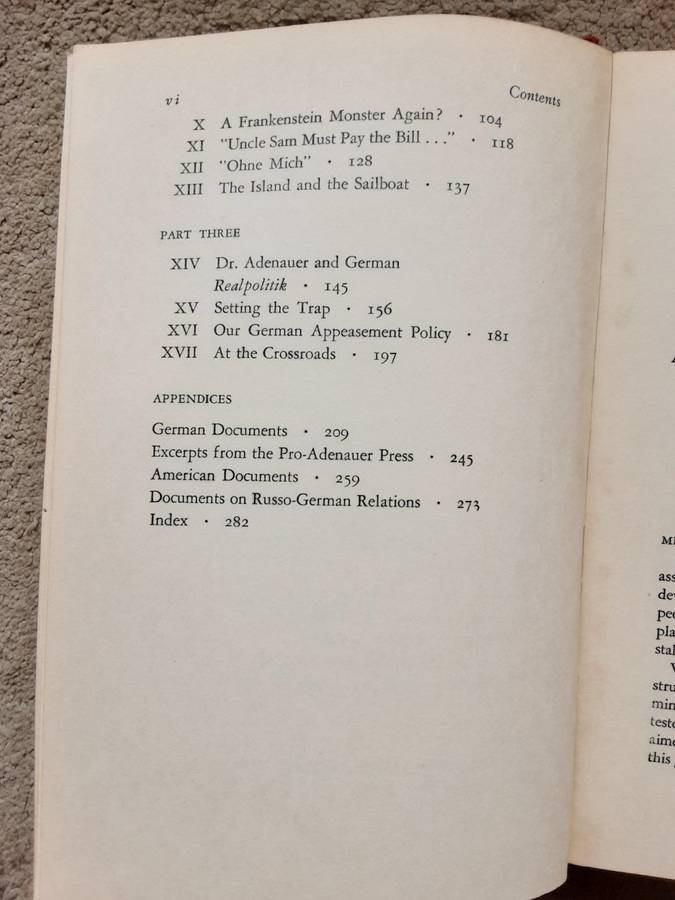 vi Contents
X A Frankenstein Monster Again? · 104
XI "Uncle Sam Must Pay the Bill . . ." · 118
XII "Ohne Mich" · 128
XIII The Island and the Sailboat · 137
PART THREE
XIV Dr. Adenauer and German
Realpolitik · 145
XV Setting the Trap · 156
XVI Our German Appeasement Policy · 181
XVII At the Crossroads · 197
APPENDICES
German Documents · 209
Excerpts from the Pro-Adenauer Press · 245
American Documents · 259
Documents on Russo-German Relations · 273
Index · 282